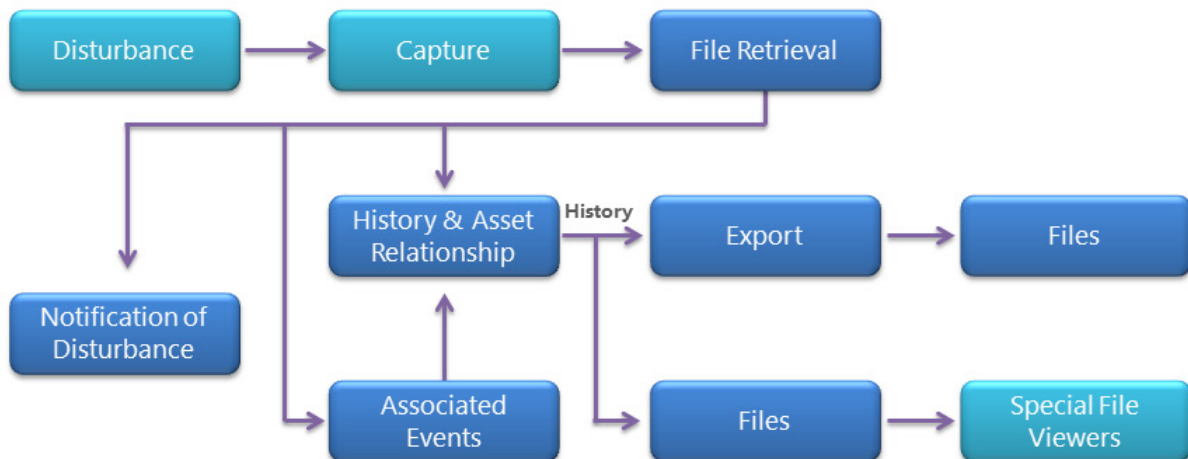 Disturbance
Capture
File Retrieval
History & Asset
Relationship
History
Export
Files
Notification of
Disturbance
Associated
Events
Files
Special File
Viewers